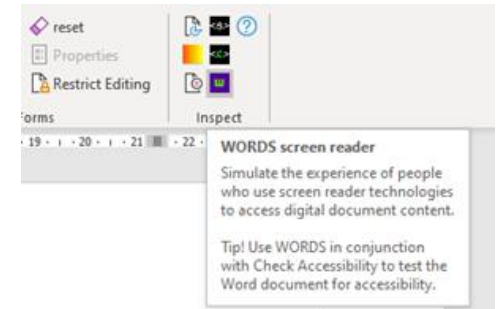 reset
Properties
Restrict Editing
Forms
Inspect
· 19 · ı · 20 · ı · 21 · 22 ·
WORDS screen reader
Simulate the experience of people
who use screen reader technologies
to access digital document content.
Tip! Use WORDS in conjunction
with Check Accessibility to test the
Word document for accessibility.